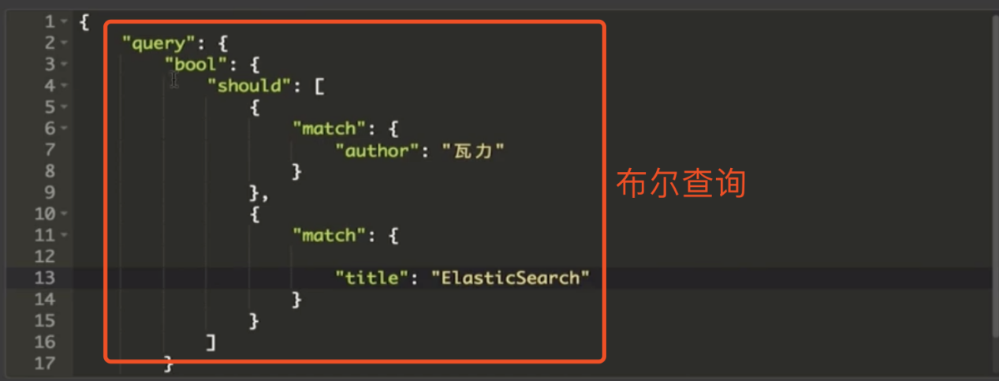 1 {
2 "query": {
3 "bool": {
4 "should": [
5 {
6 "match": {
7 "author": "瓦力"
8 }
9 },
10 {
11 "match": {
12
13 "title": "ElasticSearch"
14 }
15 }
16 ]
17 }
布尔查询